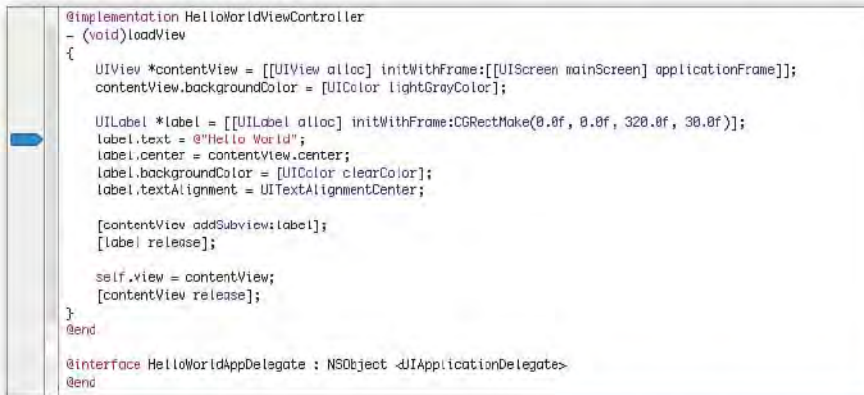 @implementation HelloWorldViewController
- (void)loadView
{
UIView *contentView = [[UIView alloc] initWithFrame:[[UIScreen mainScreen] applicationFrame]];
contentView.backgroundColor = [UIColor lightGrayColor];
UILabel *label = [[UILabel alloc] initWithFrame:CGRectMake(0.0f, 0.0f, 320.0f, 30.0f)];
label.text = @"Hello World";
label.center = contentView.center;
label.backgroundColor = [UIColor clearColor];
label.textAlignment = UITextAlignmentCenter;
[contentView addSubview:label];
[label release];
self.view = contentView;
[contentView release];
}
@end
@interface HelloWorldAppDelegate : NSObject <UIApplicationDelegate>
@end